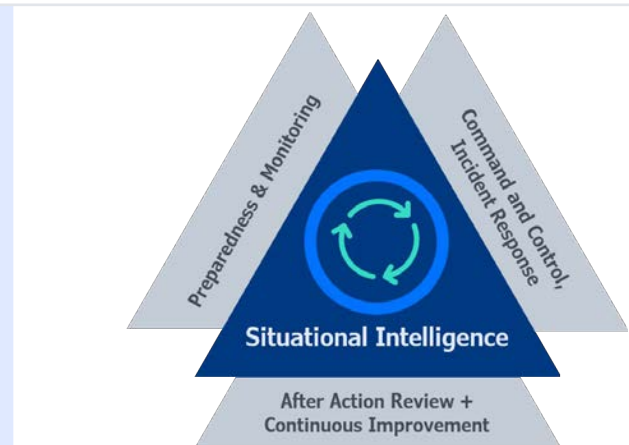 Preparedness & Monitoring
Command and Control,
Incident Response
Situational Intelligence
After Action Review +
Continuous Improvement